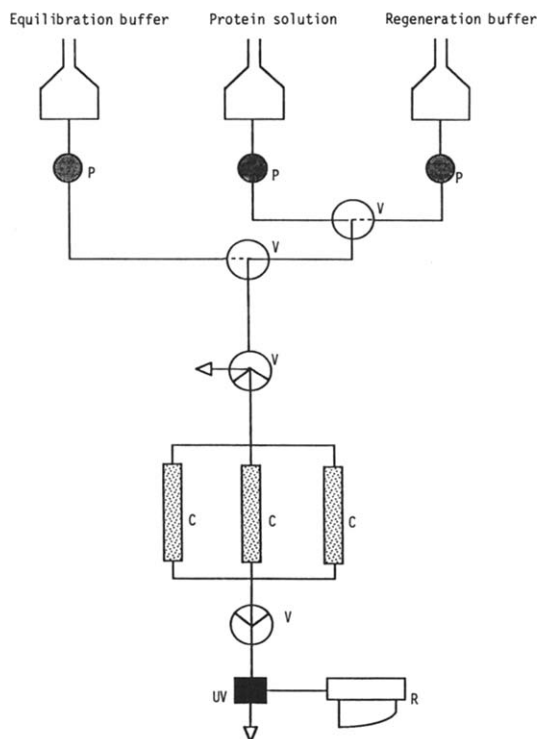 Equilibration buffer
Protein solution
Regeneration buffer
P
P
P
V
V
V
C
C
C
V
UV
R